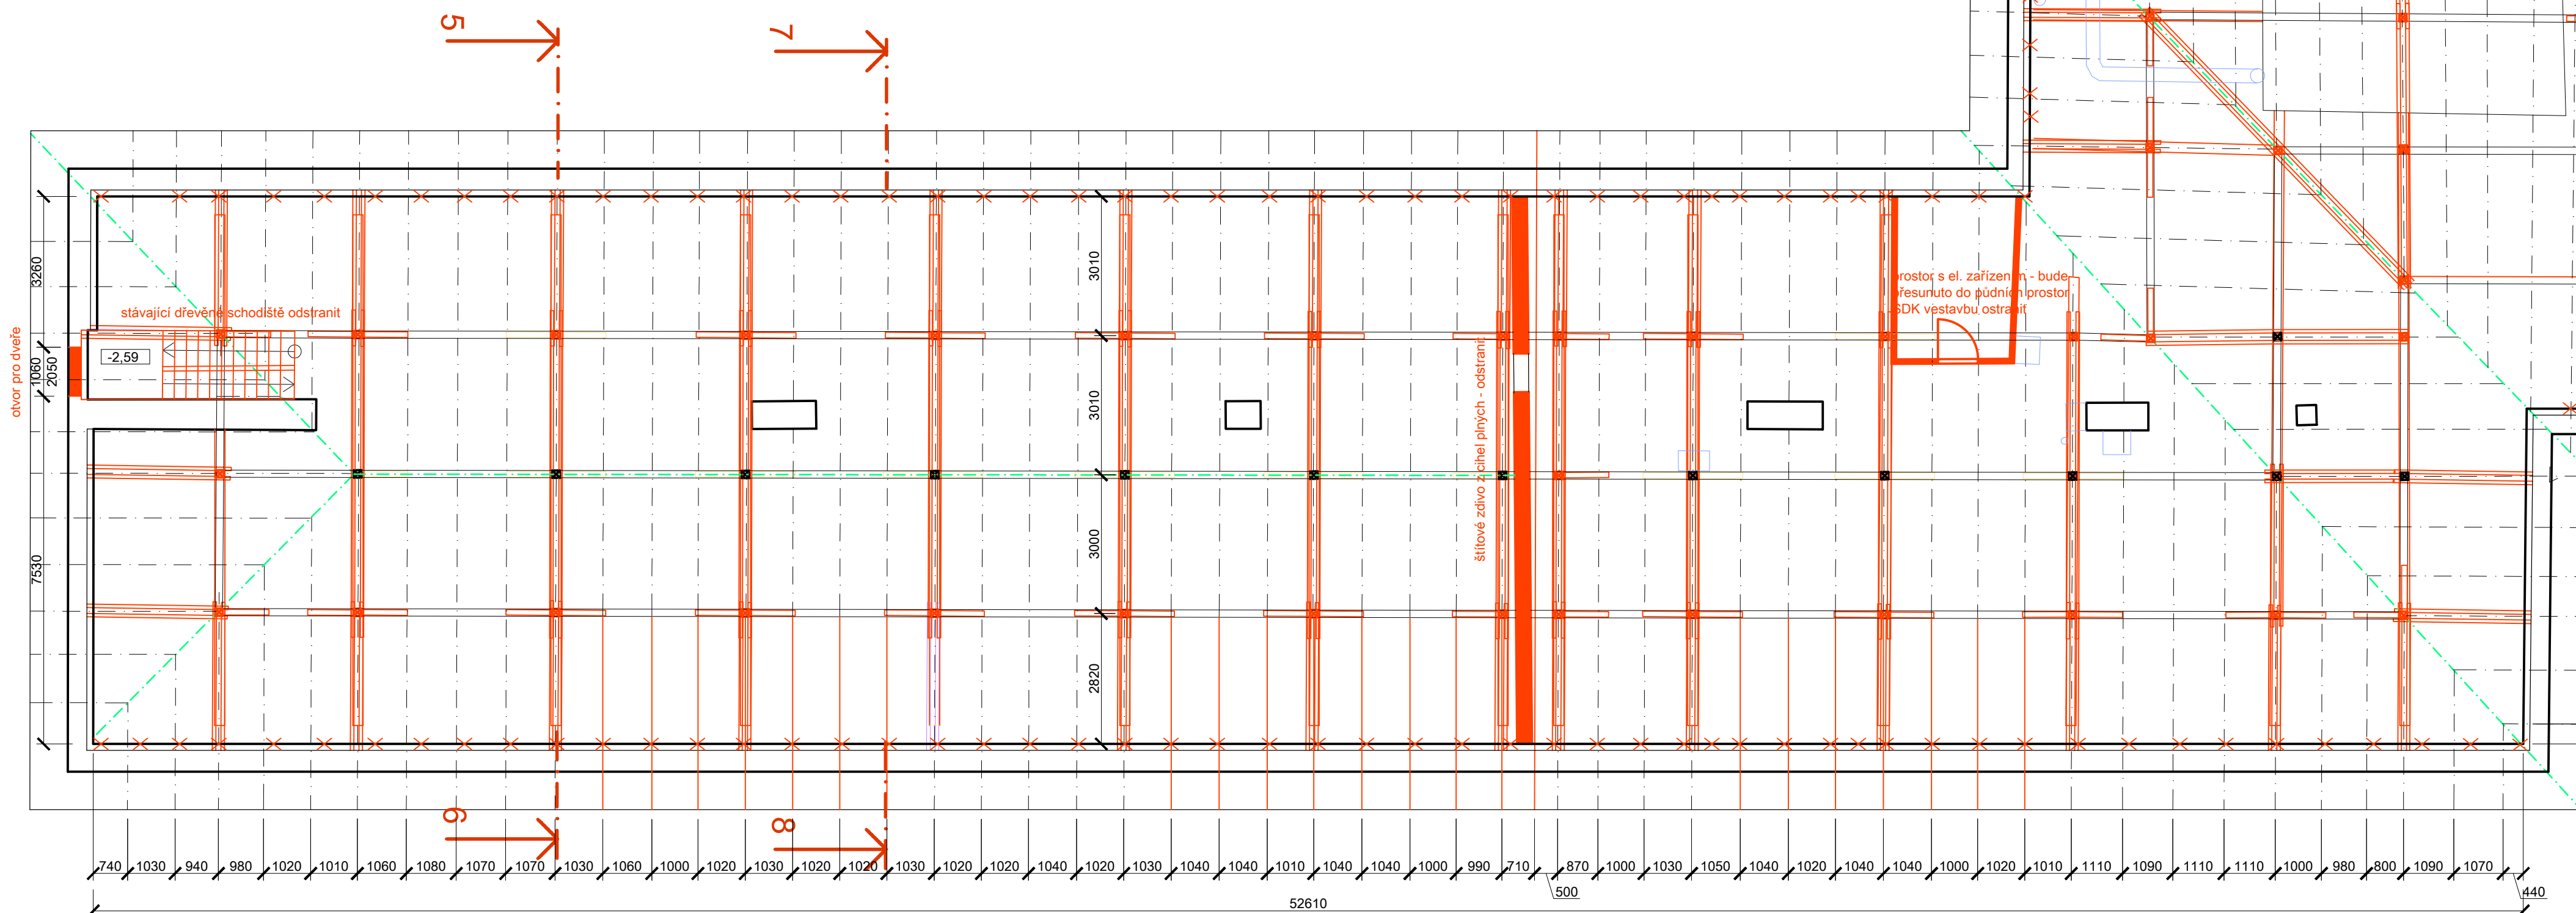 5
7
3260
stávající dřevěné schodiště odstranit
-2,59
otvor pro dveře
1060
2050
7530
3010
3010
3000
2820
štítové zdivo z cihel plných - odstranit
prostor s el. zařízením - bude
přesunuto do půdních prostor
SDK vestavbu ostranit
6
8
740 1030 940 980 1020 1010 1060 1080 1070 1070 1030 1060 1000 1020 1030 1020 1020 1030 1020 1020 1040 1020 1030 1040 1040 1010 1040 1040 1000 990 710 870 1000 1030 1050 1040 1020 1040 1040 1000 1020 1010 1110 1090 1110 1110 1000 980 800 1090 1070
500
440
52610